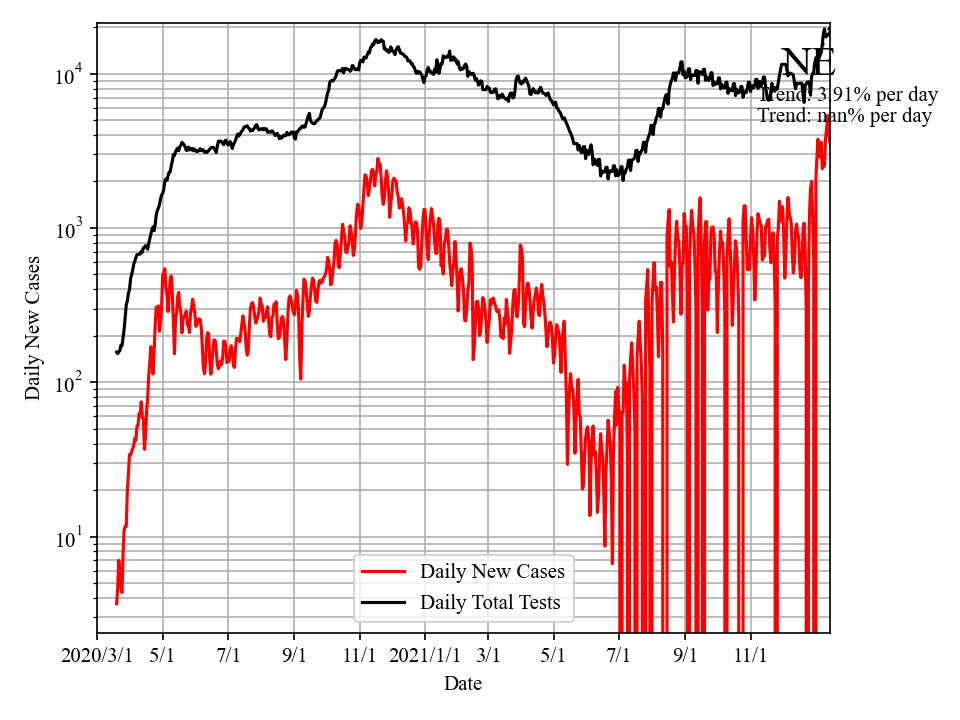 NE
Trend: 3.91% per day
Trend: nan% per day
10^4
10^3
10^2
10^1
Daily New Cases
Daily New Cases
Daily Total Tests
2020/3/1 5/1 7/1 9/1 11/1 2021/1/1 3/1 5/1 7/1 9/1 11/1
Date